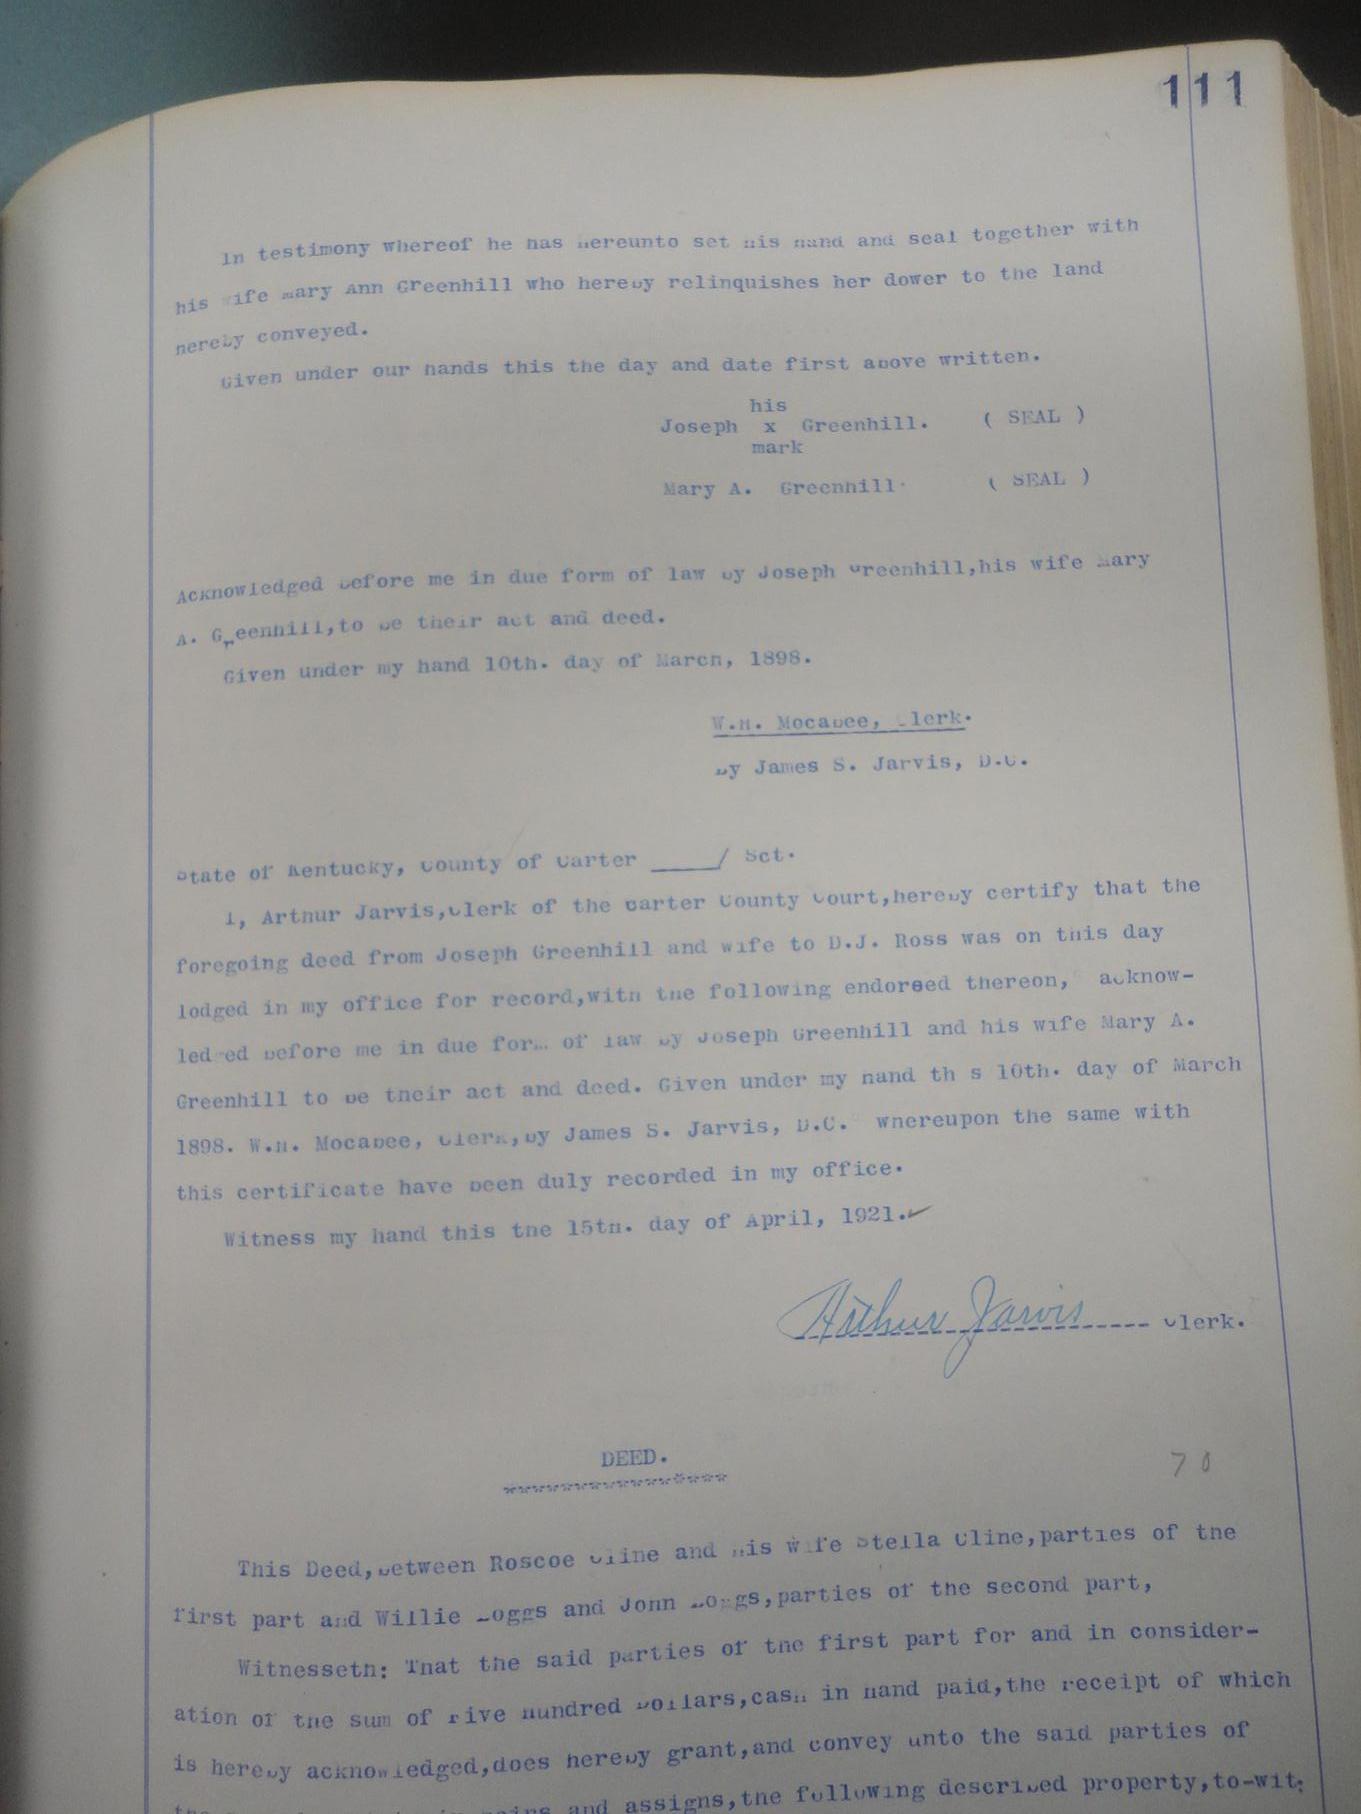 111
In testimony whereof he has hereunto set his hand and seal together with
his wife Mary Ann Greenhill who hereby relinquishes her dower to the land
hereby conveyed.
Given under our hands this the day and date first above written.
his
Joseph x Greenhill. ( SEAL )
mark
Mary A. Greenhill. ( SEAL )
Acknowledged before me in due form of law by Joseph Greenhill,his wife Mary
A. Greenhill,to be their act and deed.
Given under my hand 10th. day of March, 1898.
W.H. Mocabee, Clerk.
By James S. Jarvis, D.C.
State of Kentucky, County of Carter ____/ Sct.
I, Arthur Jarvis,Clerk of the Carter County Court,hereby certify that the
foregoing deed from Joseph Greenhill and wife to D.J. Ross was on this day
lodged in my office for record,with the following endorsed thereon, acknow-
ledged before me in due form of law by Joseph Greenhill and his wife Mary A.
Greenhill to be their act and deed. Given under my hand this 10th. day of March
1898. W.H. Mocabee, Clerk,by James S. Jarvis, D.C. Whereupon the same with
this certificate have been duly recorded in my office.
Witness my hand this the 15th. day of April, 1921.
Arthur Jarvis Clerk.
DEED.
70
This Deed,between Roscoe Cline and his wife Stella Cline,parties of the
first part and Willie Boggs and John Boggs,parties of the second part,
Witnesseth: That the said parties of the first part for and in consider-
ation of the sum of Five Hundred Dollars,cash in hand paid,the receipt of which
is hereby acknowledged,does hereby grant,and convey unto the said parties of
and assigns,the following described property,to-wit: